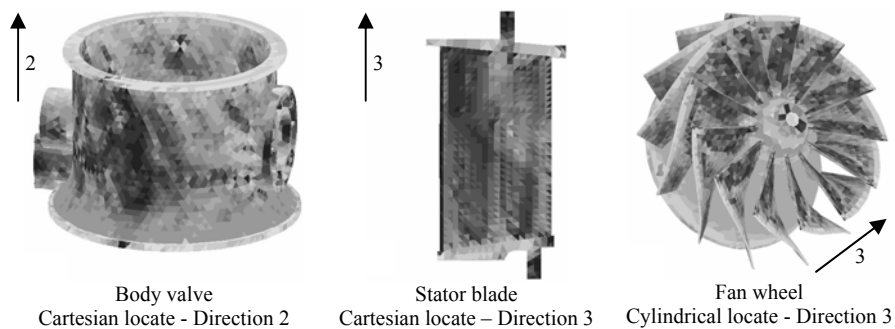 2
3
3
Body valve
Cartesian locate - Direction 2
Stator blade
Cartesian locate – Direction 3
Fan wheel
Cylindrical locate - Direction 3